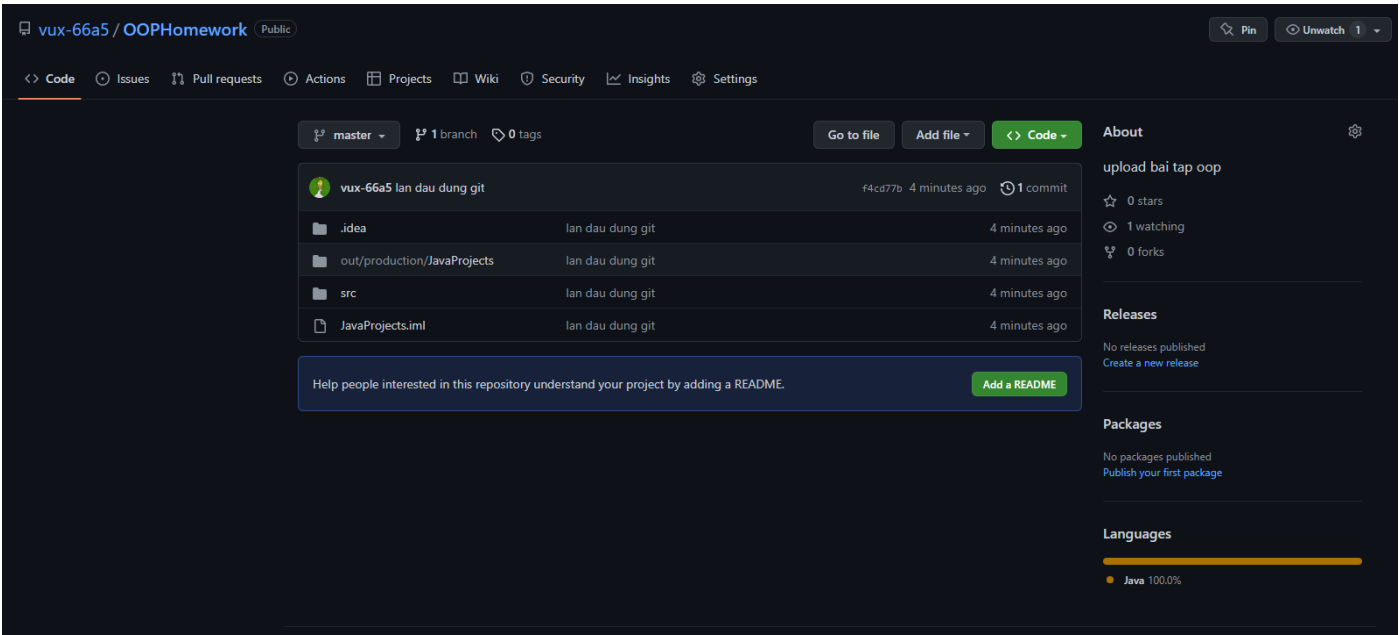 vux-66a5 / OOPHomework Public
Pin Unwatch 1
Code Issues Pull requests Actions Projects Wiki Security Insights Settings
master 1 branch 0 tags Go to file Add file Code
vux-66a5 lan dau dung git f4cd77b 4 minutes ago 1 commit
.idea lan dau dung git 4 minutes ago
out/production/JavaProjects lan dau dung git 4 minutes ago
src lan dau dung git 4 minutes ago
JavaProjects.iml lan dau dung git 4 minutes ago
Help people interested in this repository understand your project by adding a README. Add a README
About
upload bai tap oop
0 stars
1 watching
0 forks
Releases
No releases published
Create a new release
Packages
No packages published
Publish your first package
Languages
Java 100.0%